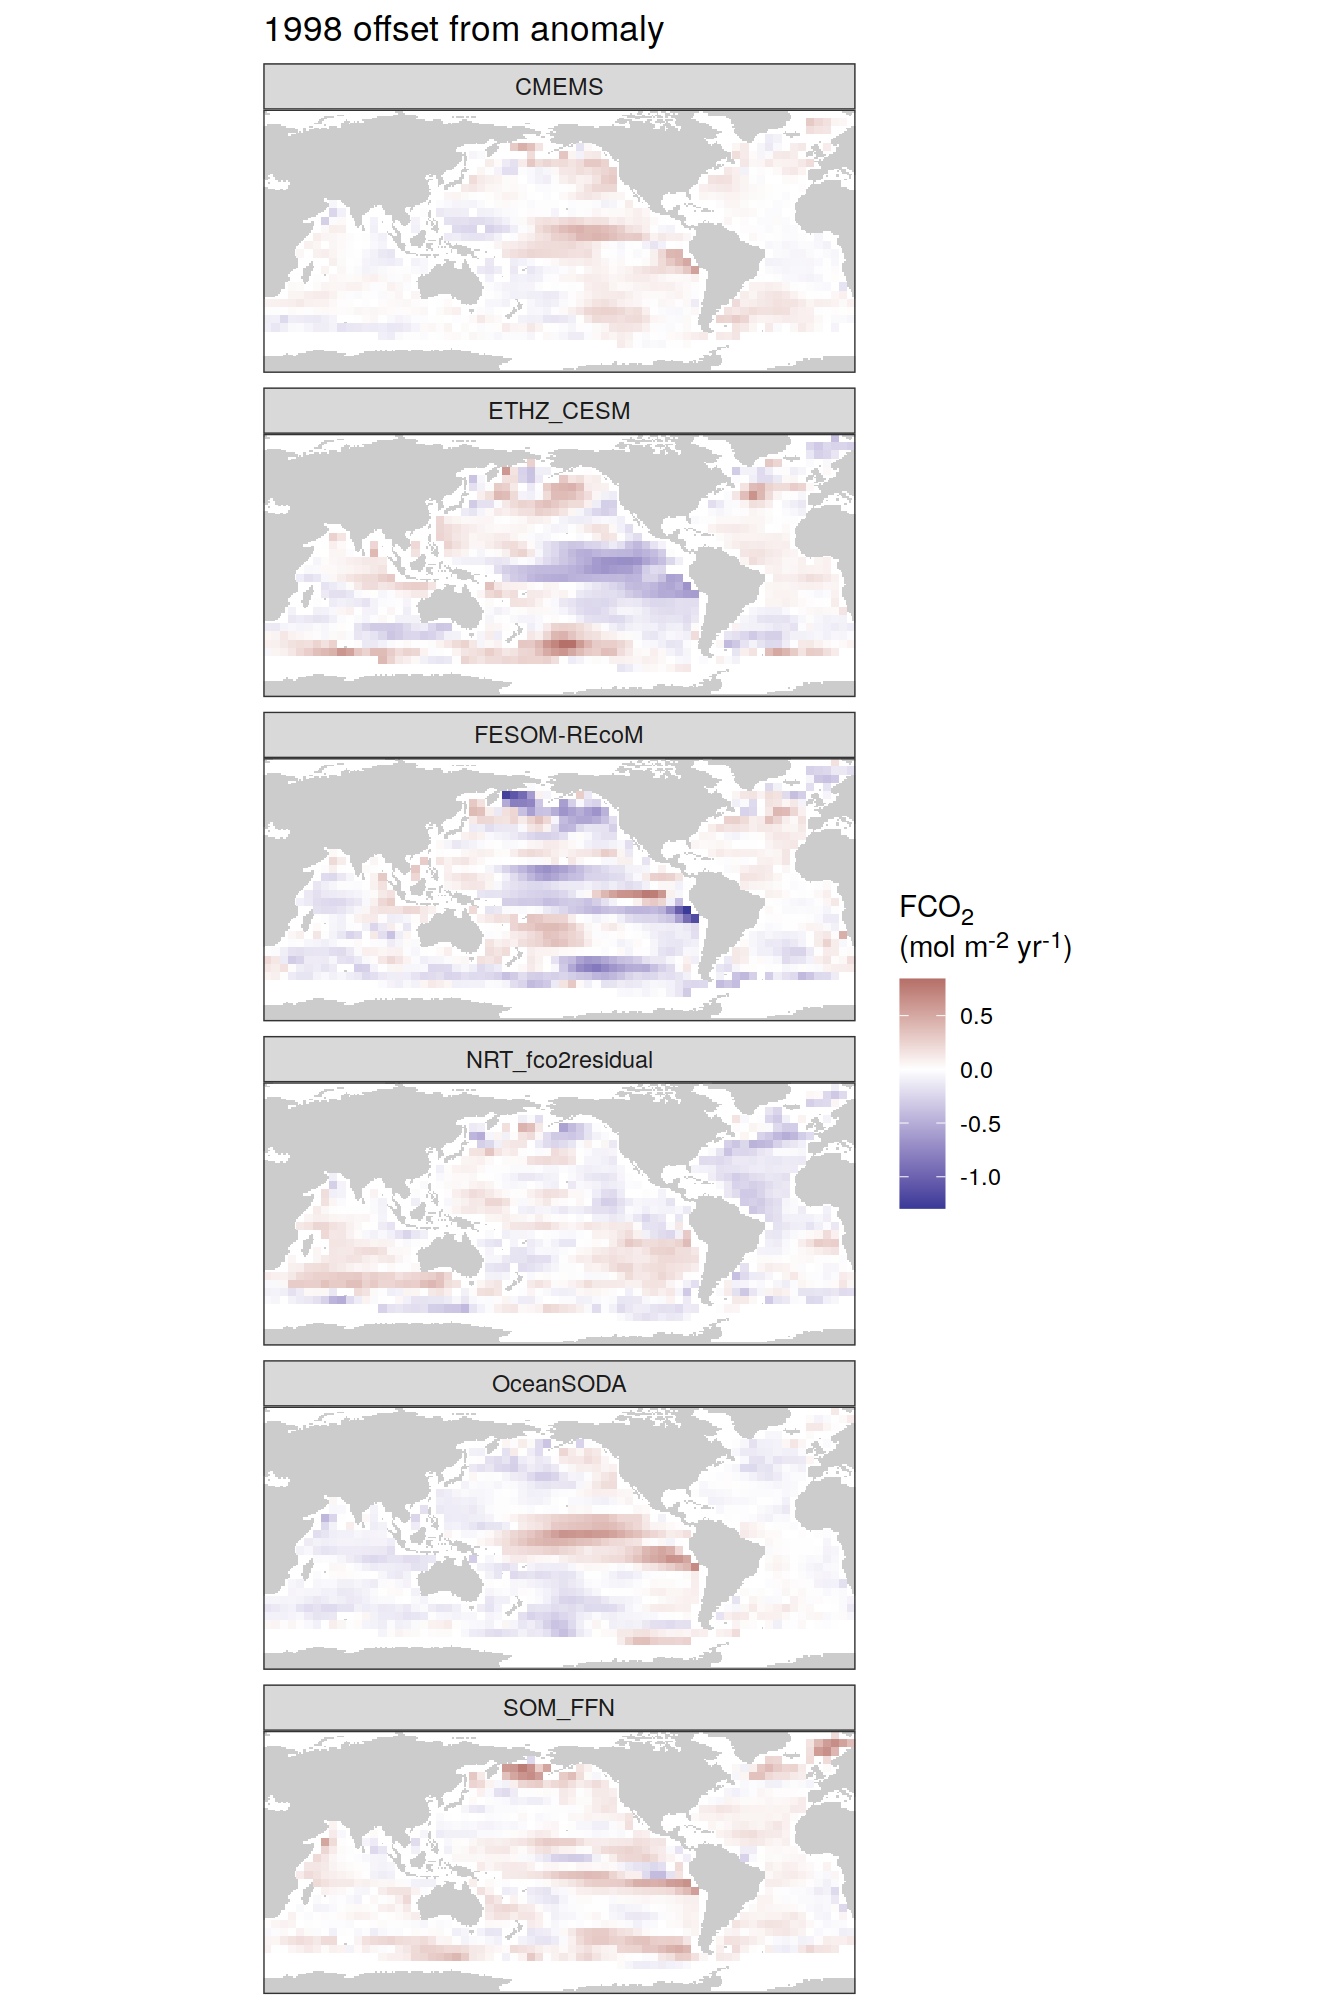 1998 offset from anomaly
CMEMS
ETHZ_CESM
FESOM-REcoM
FCO₂
(mol m⁻² yr⁻¹)
0.5
0.0
-0.5
-1.0
NRT_fco2residual
OceanSODA
SOM_FFN